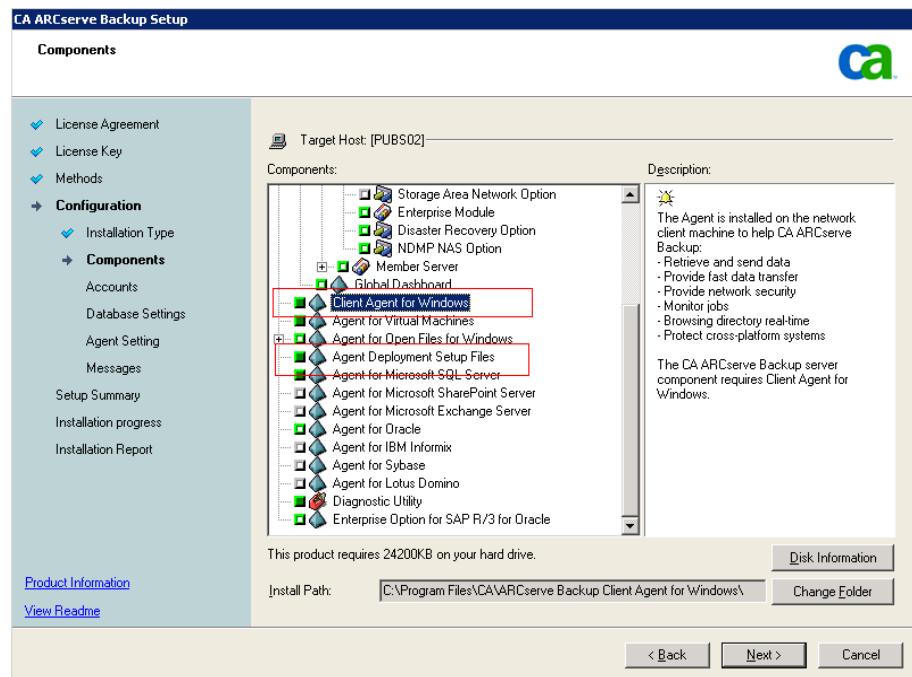 CA ARCserve Backup Setup
Components
ca
License Agreement
License Key
Methods
Configuration
Installation Type
Components
Accounts
Database Settings
Agent Setting
Messages
Setup Summary
Installation progress
Installation Report
Product Information
View Readme
Target Host: [PUBS02]
Components:
Storage Area Network Option
Enterprise Module
Disaster Recovery Option
NDMP NAS Option
Member Server
Global Dashboard
Client Agent for Windows
Agent for Virtual Machines
Agent for Open Files for Windows
Agent Deployment Setup Files
Agent for Microsoft SQL Server
Agent for Microsoft SharePoint Server
Agent for Microsoft Exchange Server
Agent for Oracle
Agent for IBM Informix
Agent for Sybase
Agent for Lotus Domino
Diagnostic Utility
Enterprise Option for SAP R/3 for Oracle
Description:
The Agent is installed on the network
client machine to help CA ARCserve
Backup:
- Retrieve and send data
- Provide fast data transfer
- Provide network security
- Monitor jobs
- Browsing directory real-time
- Protect cross-platform systems
The CA ARCserve Backup server
component requires Client Agent for
Windows.
This product requires 24200KB on your hard drive.
Disk Information
Install Path:
C:\Program Files\CA\ARCserve Backup Client Agent for Windows\
Change Folder
< Back
Next >
Cancel